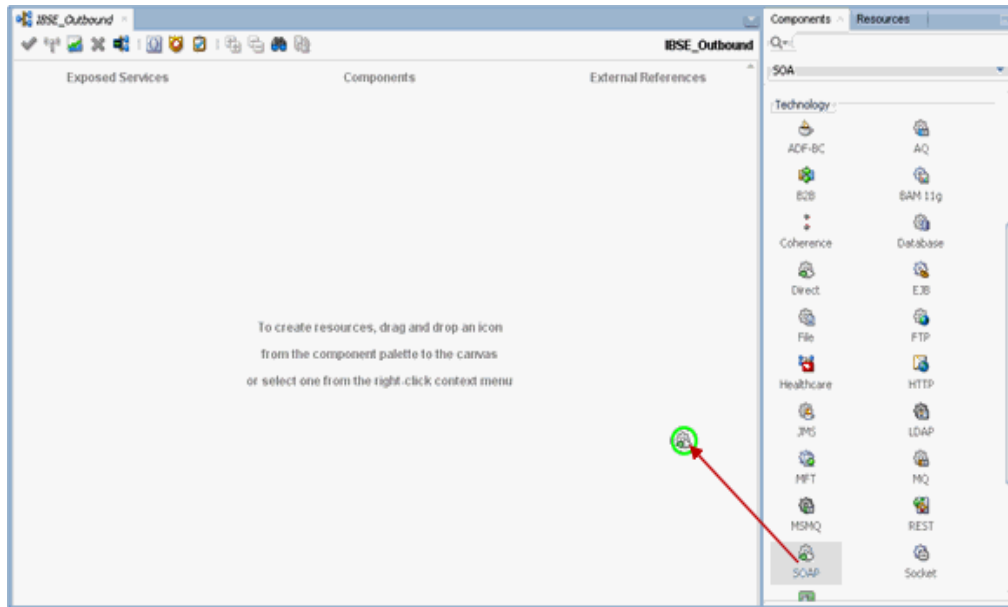 IBSE_Outbound
Components
Resources
IBSE_Outbound
Exposed Services
Components
External References
SOA
Technology
ADF-BC
AQ
B2B
BAM 11g
Coherence
Database
Direct
EJB
File
FTP
Healthcare
HTTP
JMS
LDAP
MFT
MQ
MSMQ
REST
SOAP
Socket
To create resources, drag and drop an icon
from the component palette to the canvas
or select one from the right-click context menu